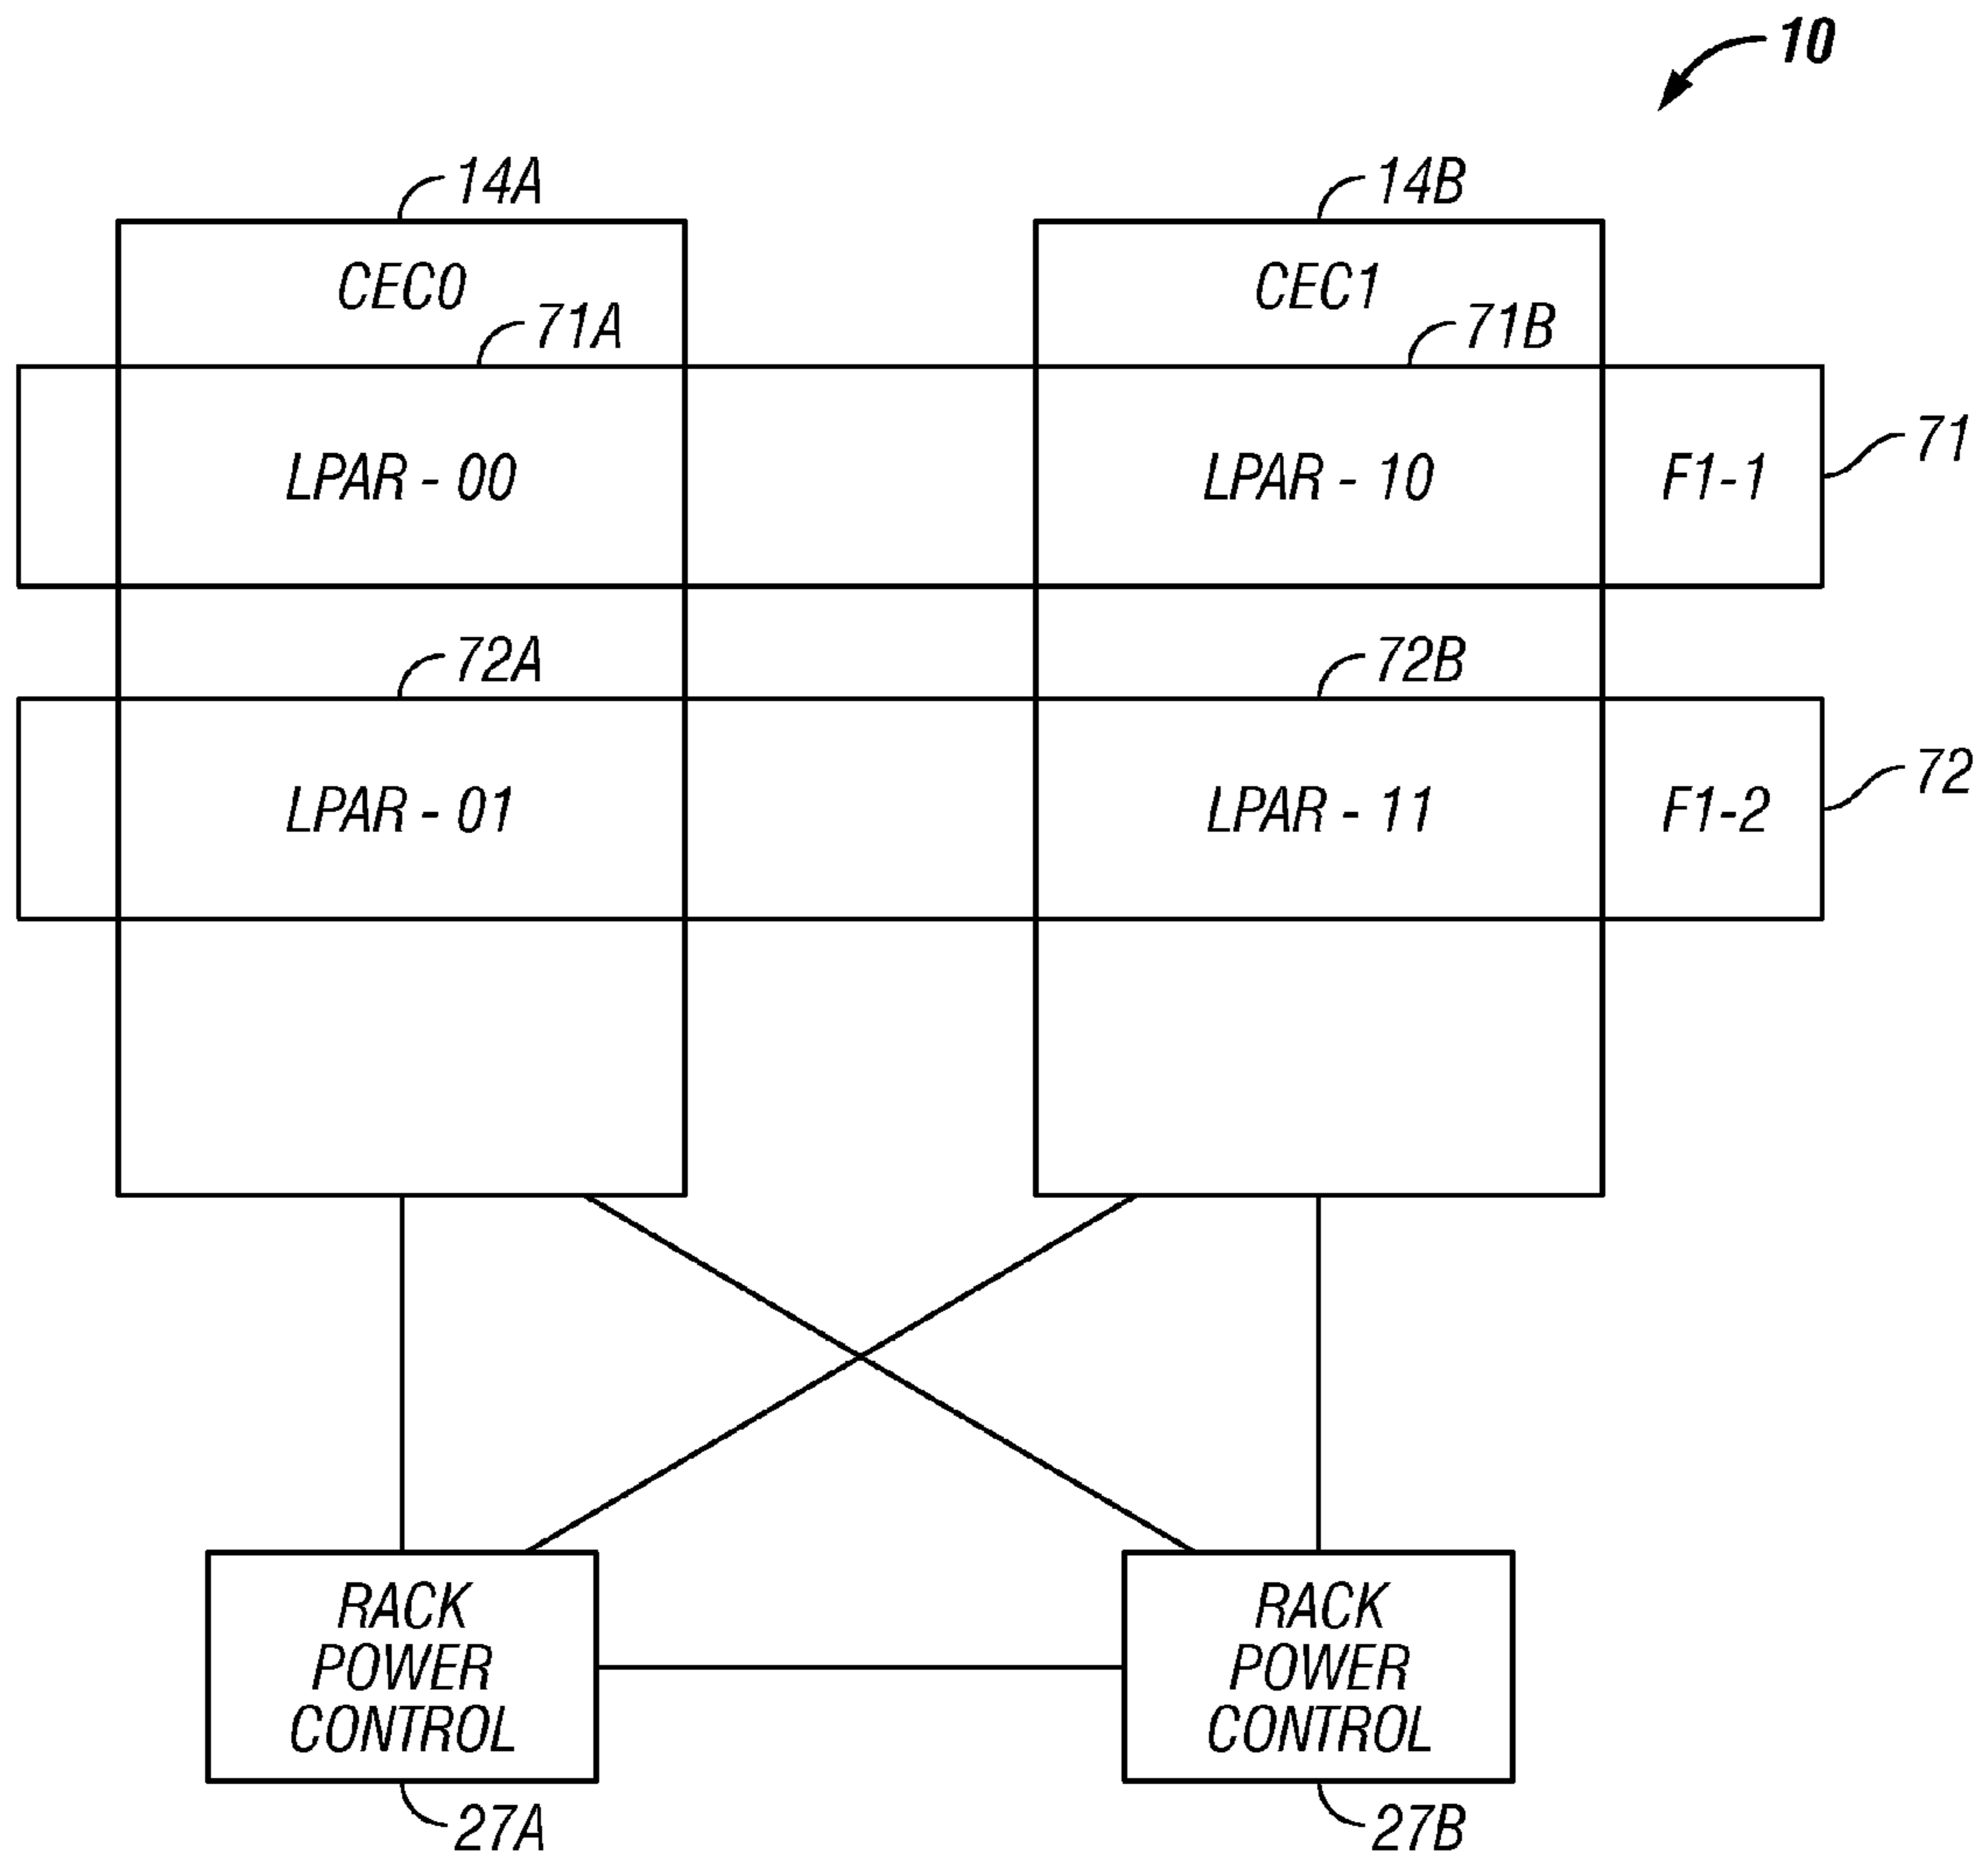 10
14A
14B
CEC0
CEC1
71A
71B
LPAR - 00
LPAR - 10
F1-1
71
72A
72B
LPAR - 01
LPAR - 11
F1-2
72
RACK
POWER
CONTROL
RACK
POWER
CONTROL
27A
27B